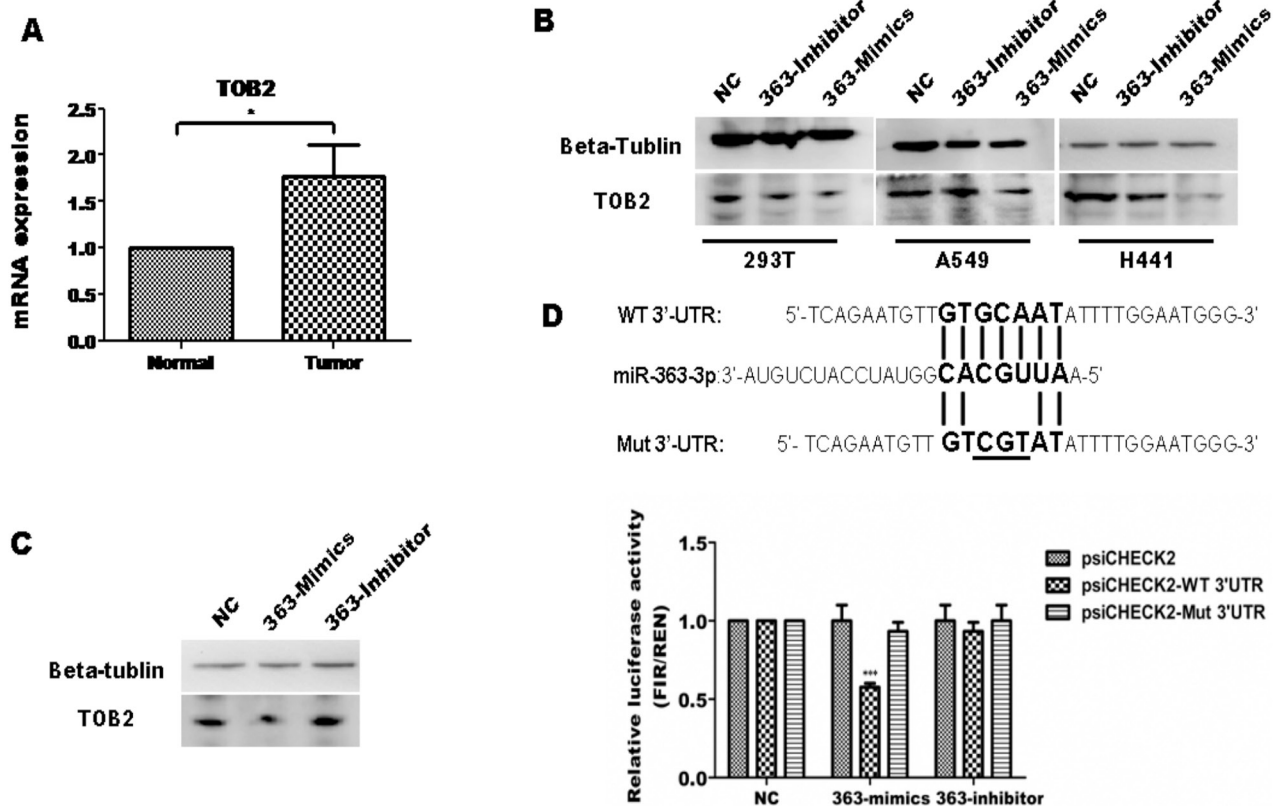 A
TOB2
*
mRNA expression
2.5
2.0
1.5
1.0
0.5
0.0
Normal
Tumor
B
NC
363-Inhibitor
363-Mimics
NC
363-Inhibitor
363-Mimics
NC
363-Inhibitor
363-Mimics
Beta-Tublin
TOB2
293T
A549
H441
C
NC
363-Mimics
363-Inhibitor
Beta-tublin
TOB2
D
WT 3’-UTR: 5’-TCAGAATGTTGTGCAATATTTTGGAATGGG-3’
miR-363-3p:3’-AUGUCUACCUAUGGCACGUUAA-5’
Mut 3’-UTR: 5’- TCAGAATGTT GTCGTATATTTTGGAATGGG-3’
Relative luciferase activity
(FIR/REN)
1.5
1.0
0.5
0.0
***
NC
363-mimics
363-inhibitor
psiCHECK2
psiCHECK2-WT 3'UTR
psiCHECK2-Mut 3'UTR